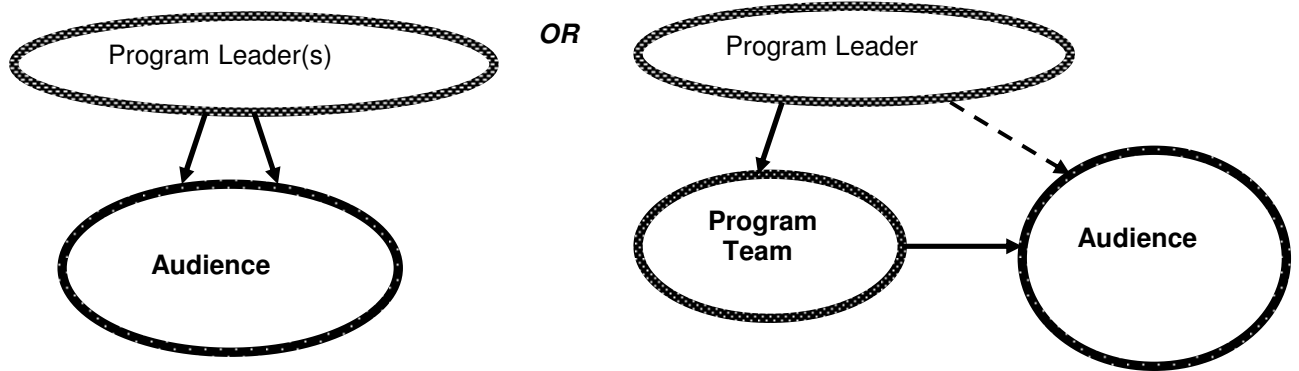 Program Leader(s)
OR
Program Leader
Audience
Program
Team
Audience